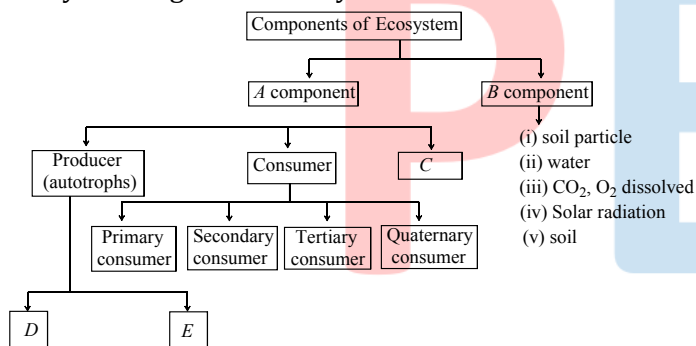 Components of Ecosystem
A component
B component
(i) soil particle
(ii) water
(iii) CO₂, O₂ dissolved
(iv) Solar radiation
(v) soil
Producer
(autotrophs)
Consumer
C
Primary
consumer
Secondary
consumer
Tertiary
consumer
Quaternary
consumer
D
E